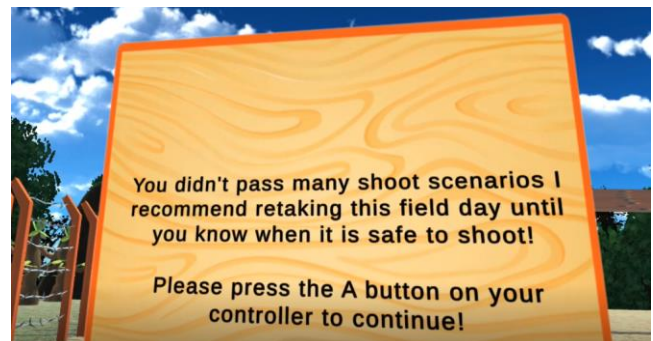 You didn't pass many shoot scenarios I
recommend retaking this field day until
you know when it is safe to shoot!
Please press the A button on your
controller to continue!